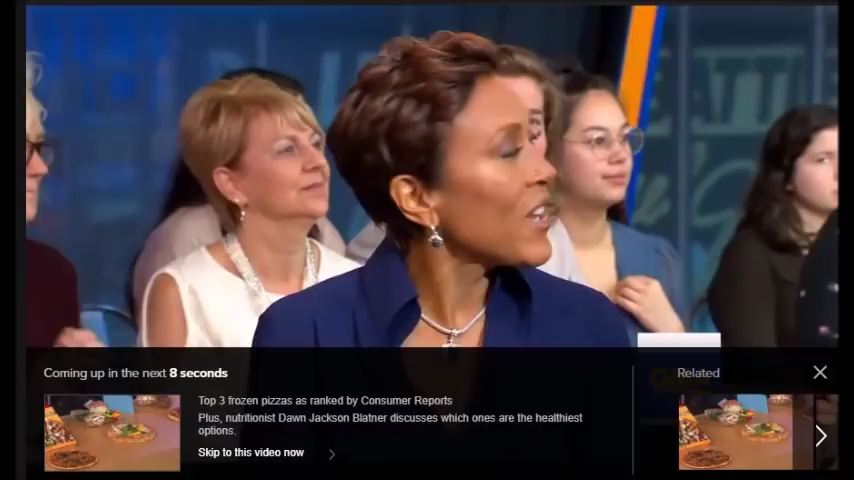 Coming up in the next 8 seconds
Related
Top 3 frozen pizzas as ranked by Consumer Reports
Plus, nutritionist Dawn Jackson Blatner discusses which ones are the healthiest
options.
Skip to this video now